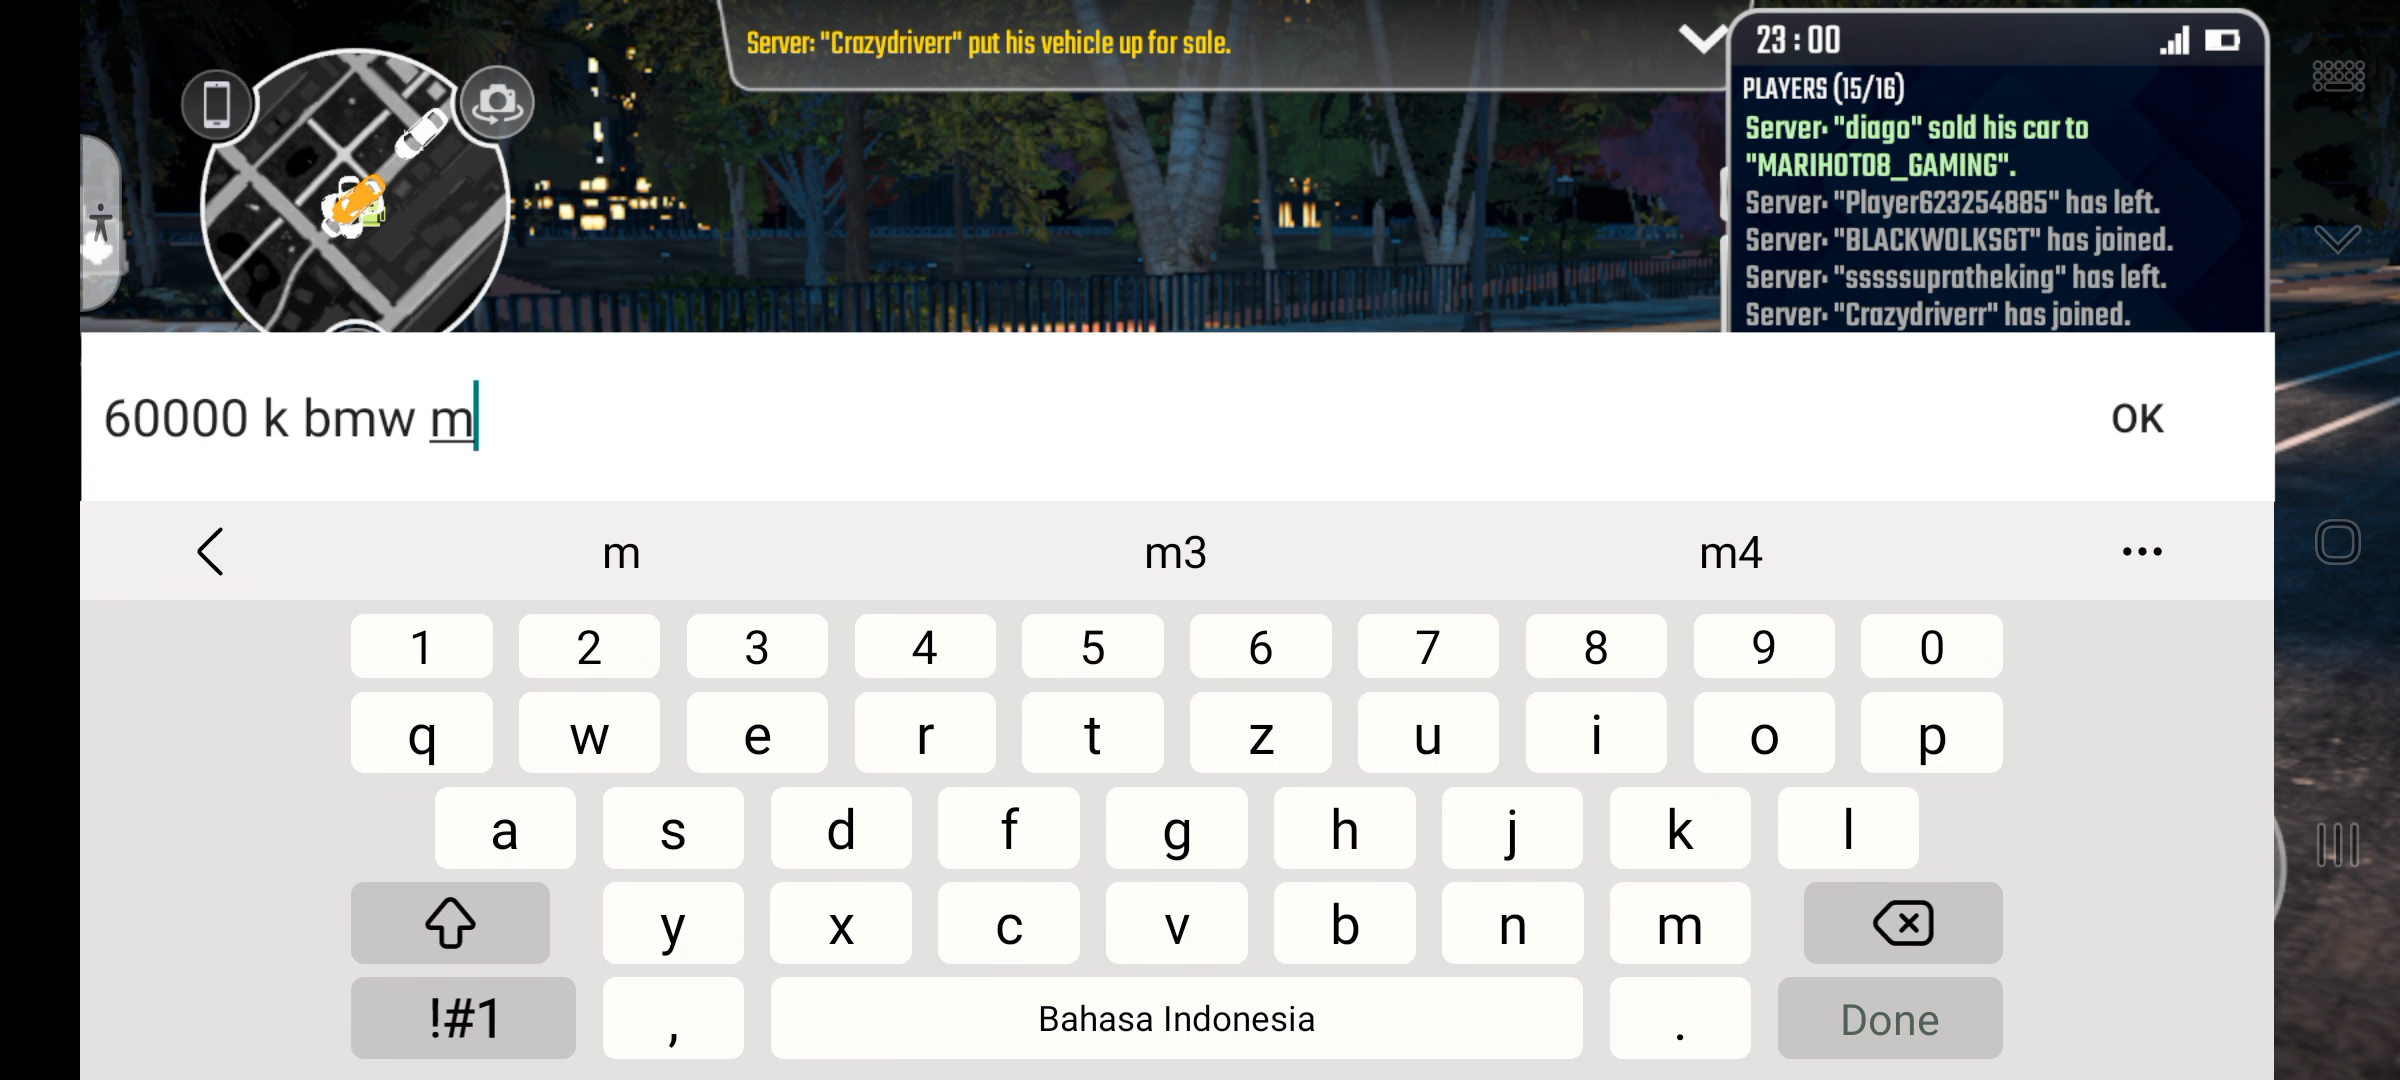 Server: "Crazydriverr" put his vehicle up for sale.
23:00
PLAYERS (15/16)
Server: "diago" sold his car to
"MARIHOT08_GAMING".
Server: "Player623254885" has left.
Server: "BLACKWOLKSGT" has joined.
Server: "sssssupratheking" has left.
Server: "Crazydriverr" has joined.
60000 k bmw m
OK
m m3 m4 ...
1 2 3 4 5 6 7 8 9 0
q w e r t z u i o p
a s d f g h j k l
y x c v b n m
!#1 , Bahasa Indonesia . Done